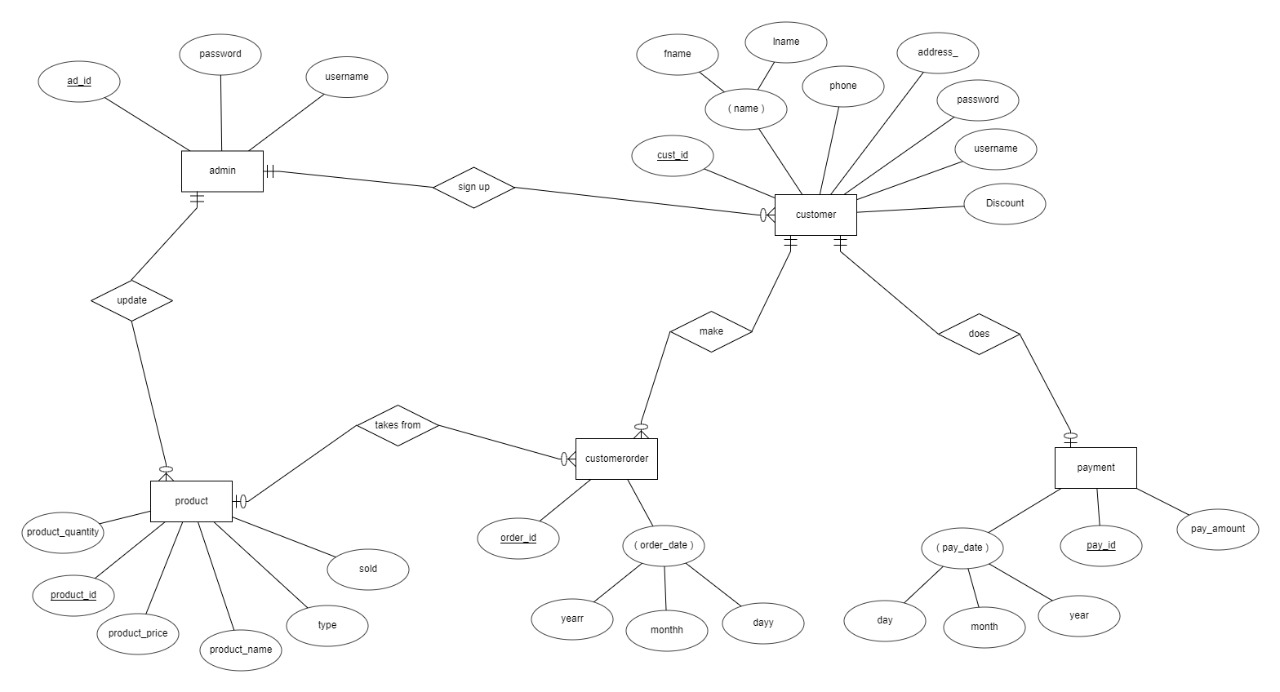 password
ad_id
username
admin
sign up
fname
lname
( name )
phone
address_
password
username
cust_id
Discount
customer
update
make
does
takes from
customerorder
payment
product
product_quantity
product_id
product_price
product_name
type
sold
order_id
( order_date )
yearr
monthh
dayy
( pay_date )
pay_id
pay_amount
day
month
year